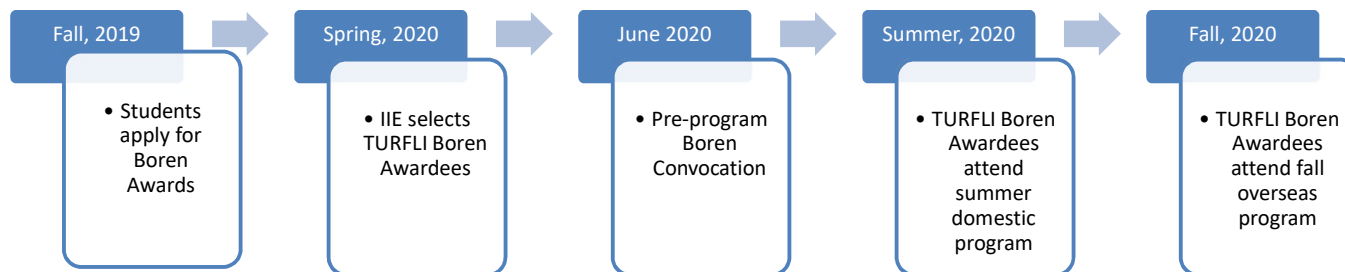 Fall, 2019
• Students
apply for
Boren
Awards
Spring, 2020
• IIE selects
TURFLI Boren
Awardees
June 2020
• Pre-program
Boren
Convocation
Summer, 2020
• TURFLI Boren
Awardees
attend
summer
domestic
program
Fall, 2020
• TURFLI Boren
Awardees
attend fall
overseas
program